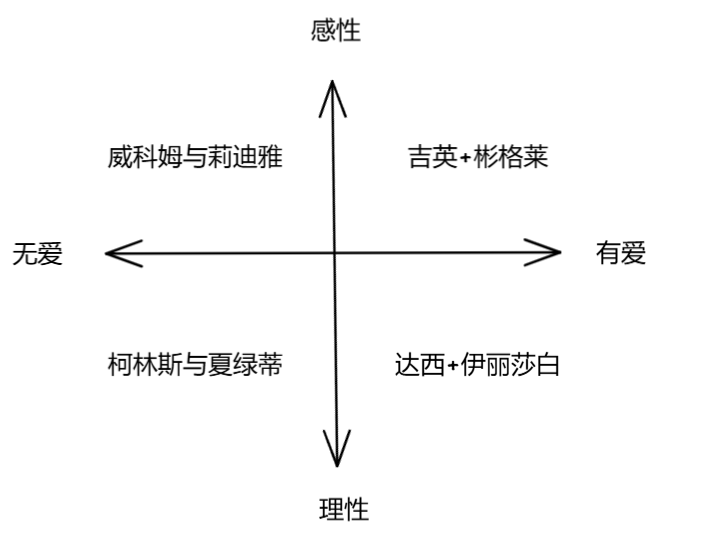 感性
威科姆与莉迪雅
吉英+彬格莱
无爱
有爱
柯林斯与夏绿蒂
达西+伊丽莎白
理性